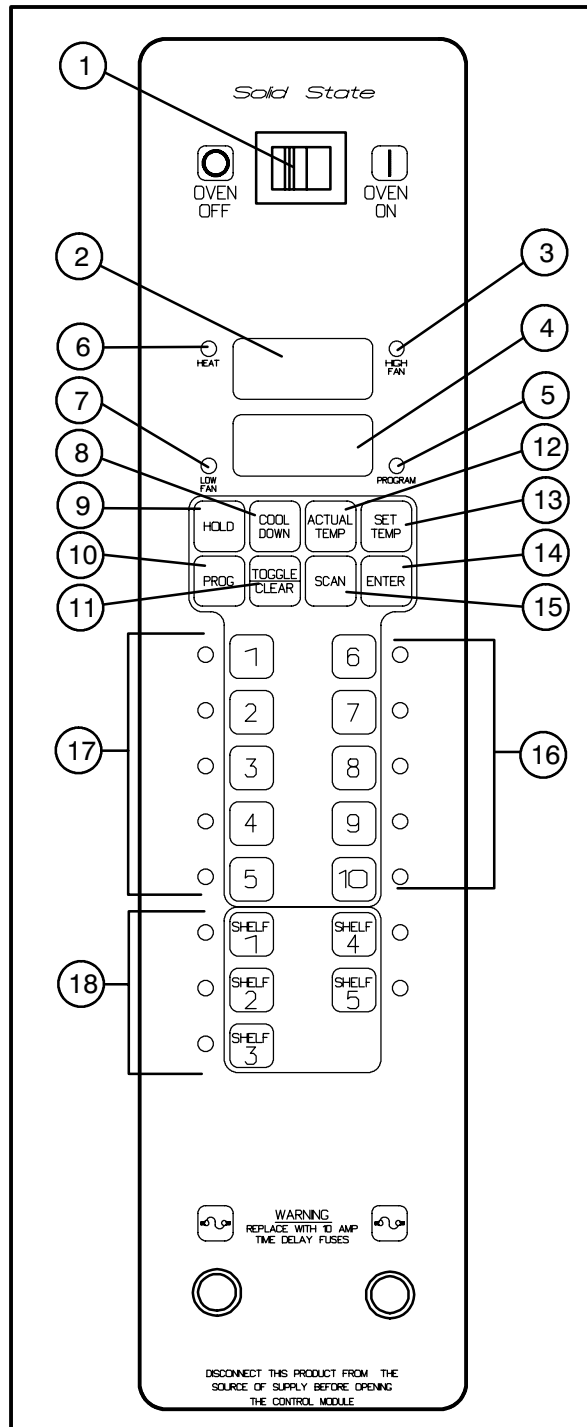 1
Solid State
OVEN OFF
OVEN ON
2
3
4
6
HEAT
HIGH FAN
7
5
LOW FAN
PROGRAM
8
12
9
13
HOLD
COOL DOWN
ACTUAL TEMP
SET TEMP
10
14
PROG
TOGGLE CLEAR
SCAN
ENTER
11
15
1
6
2
7
17
16
3
8
4
9
5
10
18
SHELF 1
SHELF 4
SHELF 2
SHELF 5
SHELF 3
WARNING
REPLACE WITH 10 AMP
TIME DELAY FUSES
DISCONNECT THIS PRODUCT FROM THE
SOURCE OF SUPPLY BEFORE OPENING
THE CONTROL MODULE